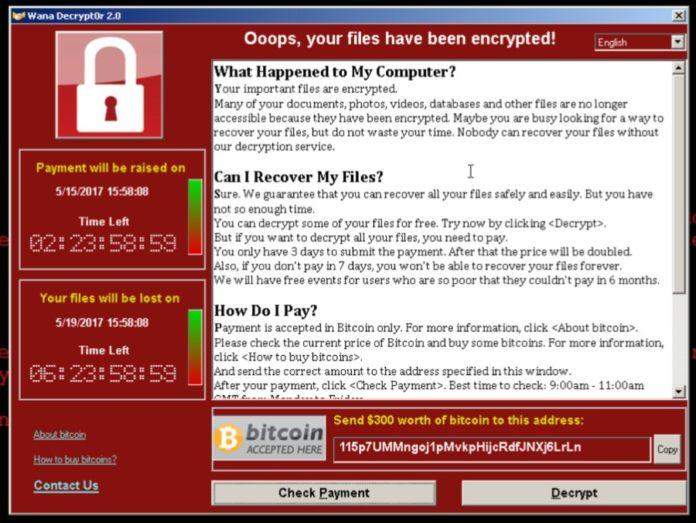 Wana Decrypt0r 2.0
Ooops, your files have been encrypted!
English
Payment will be raised on
5/15/2017 15:58:08
Time Left
02:23:58:59
Your files will be lost on
5/19/2017 15:58:08
Time Left
06:23:58:59
About bitcoin
How to buy bitcoins?
Contact Us
What Happened to My Computer?
Your important files are encrypted.
Many of your documents, photos, videos, databases and other files are no longer
accessible because they have been encrypted. Maybe you are busy looking for a way to
recover your files, but do not waste your time. Nobody can recover your files without
our decryption service.
Can I Recover My Files?
Sure. We guarantee that you can recover all your files safely and easily. But you have
not so enough time.
You can decrypt some of your files for free. Try now by clicking <Decrypt>.
But if you want to decrypt all your files, you need to pay.
You only have 3 days to submit the payment. After that the price will be doubled.
Also, if you don't pay in 7 days, you won't be able to recover your files forever.
We will have free events for users who are so poor that they couldn't pay in 6 months.
How Do I Pay?
Payment is accepted in Bitcoin only. For more information, click <About bitcoin>.
Please check the current price of Bitcoin and buy some bitcoins. For more information,
click <How to buy bitcoins>.
And send the correct amount to the address specified in this window.
After your payment, click <Check Payment>. Best time to check: 9:00am - 11:00am
GMT from Monday to Friday.
bitcoin
ACCEPTED HERE
Send $300 worth of bitcoin to this address:
115p7UMMngoj1pMvkpHijcRdfJNXj6LrLn
Copy
Check Payment
Decrypt